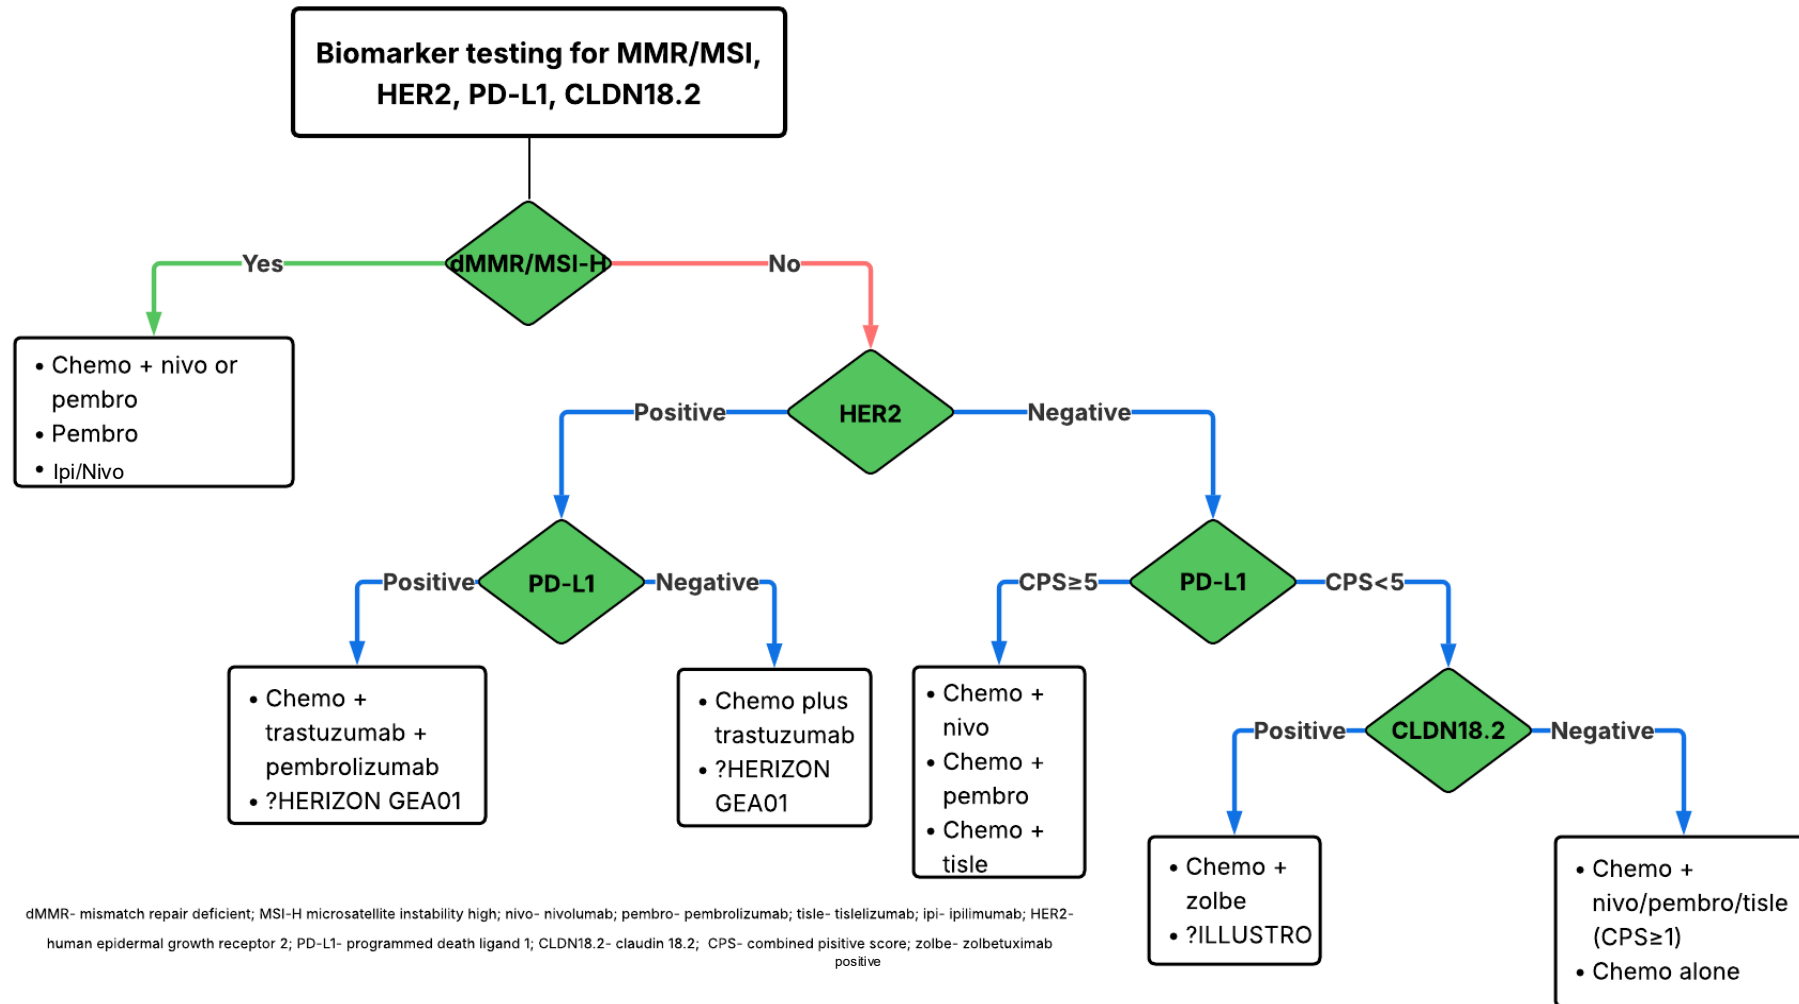 Biomarker testing for MMR/MSI,
HER2, PD-L1, CLDN18.2
dMMR/MSI-H
Yes
No
• Chemo + nivo or
pembro
• Pembro
• Ipi/Nivo
HER2
Positive
Negative
PD-L1
Positive
Negative
PD-L1
CPS≥5
CPS<5
• Chemo +
trastuzumab +
pembrolizumab
• ?HERIZON GEA01
• Chemo plus
trastuzumab
• ?HERIZON
GEA01
• Chemo +
nivo
• Chemo +
pembro
• Chemo +
tisle
CLDN18.2
Positive
Negative
• Chemo +
zolbe
• ?ILLUSTRO
• Chemo +
nivo/pembro/tisle
(CPS≥1)
• Chemo alone
dMMR- mismatch repair deficient; MSI-H microsatellite instability high; nivo- nivolumab; pembro- pembrolizumab; tisle- tislelizumab; ipi- ipilimumab; HER2-
human epidermal growth receptor 2; PD-L1- programmed death ligand 1; CLDN18.2- claudin 18.2; CPS- combined pisitive score; zolbe- zolbetuximab
positive